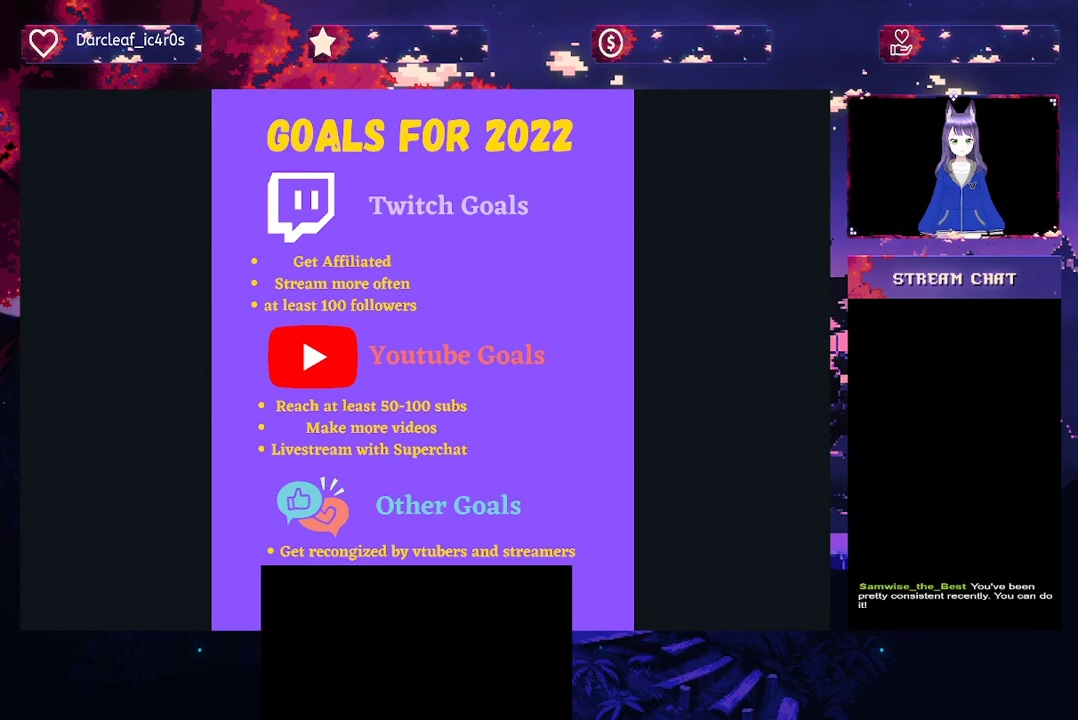 Darcleaf_ic4r0s
GOALS FOR 2022
Twitch Goals
• Get Affiliated
• Stream more often
• at least 100 followers
Youtube Goals
• Reach at least 50-100 subs
• Make more videos
• Livestream with Superchat
Other Goals
• Get recongized by vtubers and streamers
STREAM CHAT
Samwise_the_Best You've been
pretty consistent recently. You can do
it!